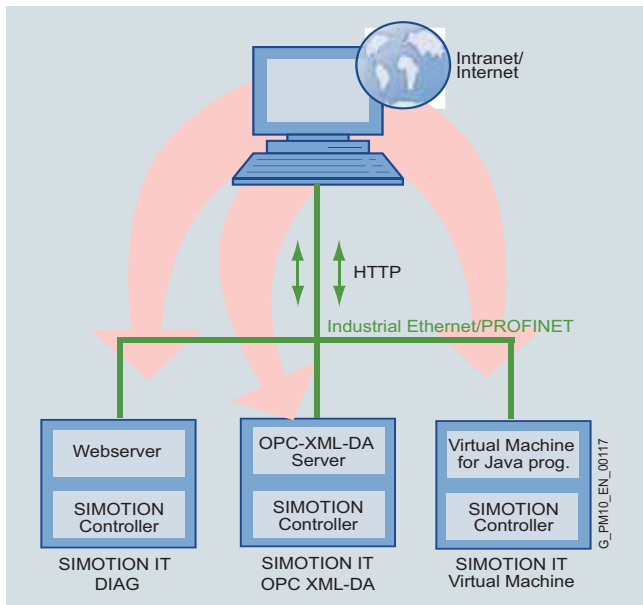 Intranet/
Internet
HTTP
Industrial Ethernet/PROFINET
Webserver
SIMOTION
Controller
SIMOTION IT
DIAG
OPC-XML-DA
Server
SIMOTION
Controller
SIMOTION IT
OPC XML-DA
Virtual Machine
for Java prog.
SIMOTION
Controller
SIMOTION IT
Virtual Machine
G_PM10_EN_00117